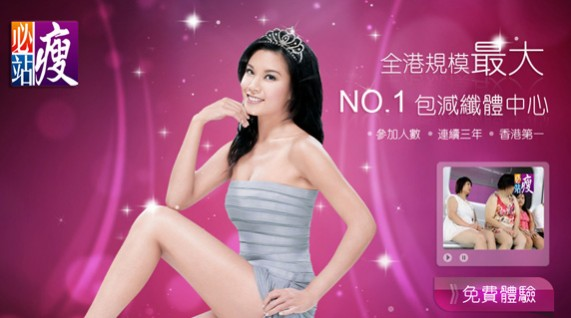 必瘦站
全港規模最大
NO.1 包減纖體中心
•參加人數 •連續三年 •香港第一
瘦
免費體驗